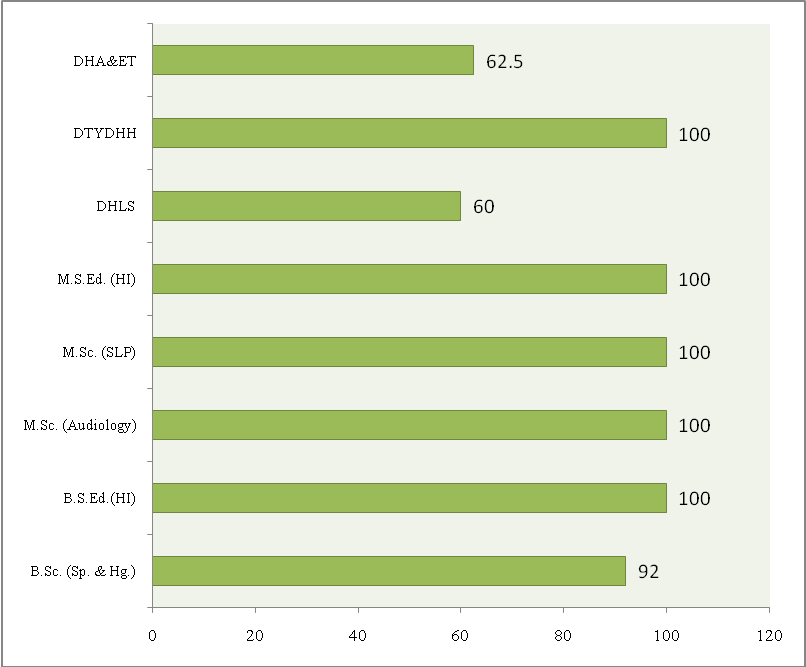 DHA&ET 62.5
DTYDHH 100
DHLS 60
M.S.Ed. (HI) 100
M.Sc. (SLP) 100
M.Sc. (Audiology) 100
B.S.Ed.(HI) 100
B.Sc. (Sp. & Hg.) 92
0 20 40 60 80 100 120